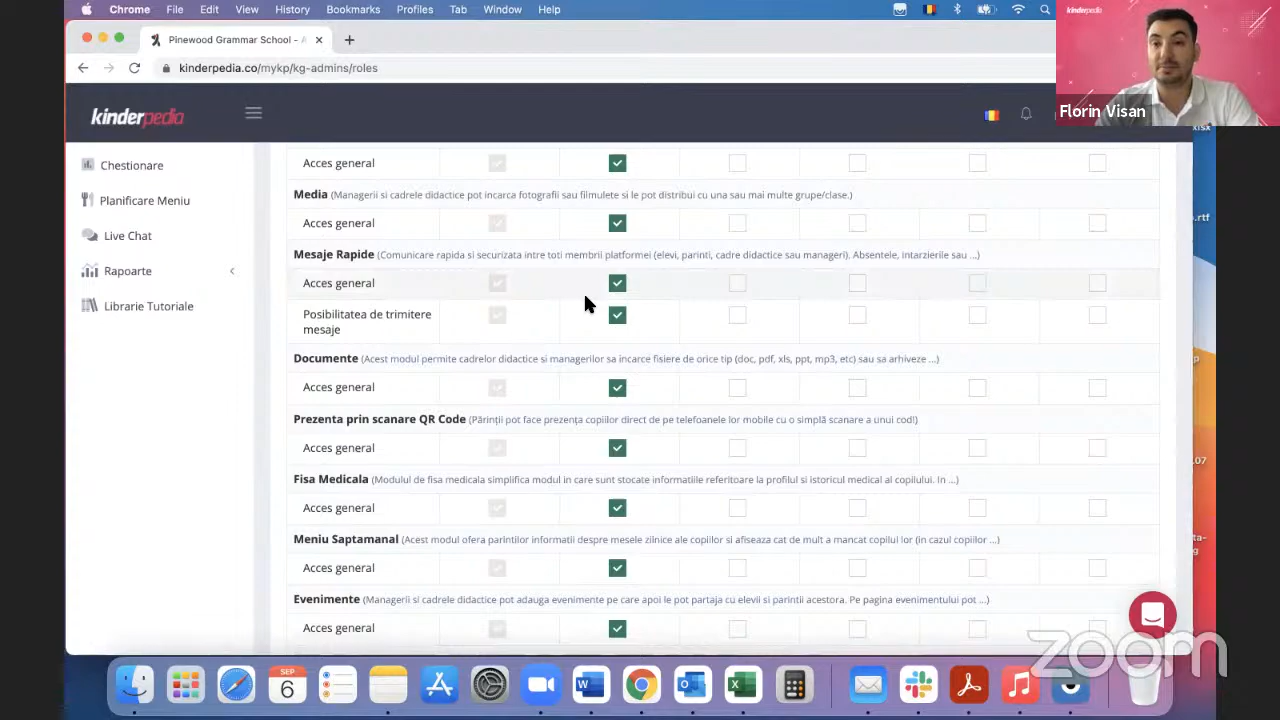 Chrome File Edit View History Bookmarks Profiles Tab Window Help
kinderpedia
Florin Visan
Pinewood Grammar School - A
kinderpedia.co/mykp/kg-admins/roles
kinderpedia
xlsx
.rtf
07
ta-
g
Chestionare
Planificare Meniu
Live Chat
Rapoarte
Librarie Tutoriale
Acces general
Media (Managerii si cadrele didactice pot incarca fotografii sau filmulete si le pot distribui cu una sau mai multe grupe/clase.)
Acces general
Mesaje Rapide (Comunicare rapida si securizata intre toti membrii platformei (elevi, parinti, cadre didactice sau manageri). Absentele, intarzierile sau ...)
Acces general
Posibilitatea de trimitere
mesaje
Documente (Acest modul permite cadrelor didactice si managerilor sa incarce fisiere de orice tip (doc, pdf, xls, ppt, mp3, etc) sau sa arhiveze ...)
Acces general
Prezenta prin scanare QR Code (Părinții pot face prezența copiilor direct de pe telefoanele lor mobile cu o simplă scanare a unui cod!)
Acces general
Fisa Medicala (Modulul de fisa medicala simplifica modul in care sunt stocate informatiile referitoare la profilul si istoricul medical al copilului. In ...)
Acces general
Meniu Saptamanal (Acest modul ofera parintilor informatii despre mesele zilnice ale copiilor si afiseaza cat de mult a mancat copilul lor (in cazul copiilor ...)
Acces general
Evenimente (Managerii si cadrele didactice pot adauga evenimente pe care apoi le pot partaja cu elevii si parintii acestora. Pe pagina evenimentului pot ...)
Acces general
zoom
SEP
6